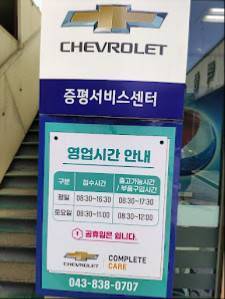 CHEVROLET
증평서비스센터
영업시간 안내
구분 접수시간 출고가능시간
/ 부품구입시간
평일 08:30~16:30 08:30~17:30
토요일 08:30~11:00 08:30~12:00
! 공휴일은 쉽니다.
CHEVROLET COMPLETE
CARE
043-838-0707